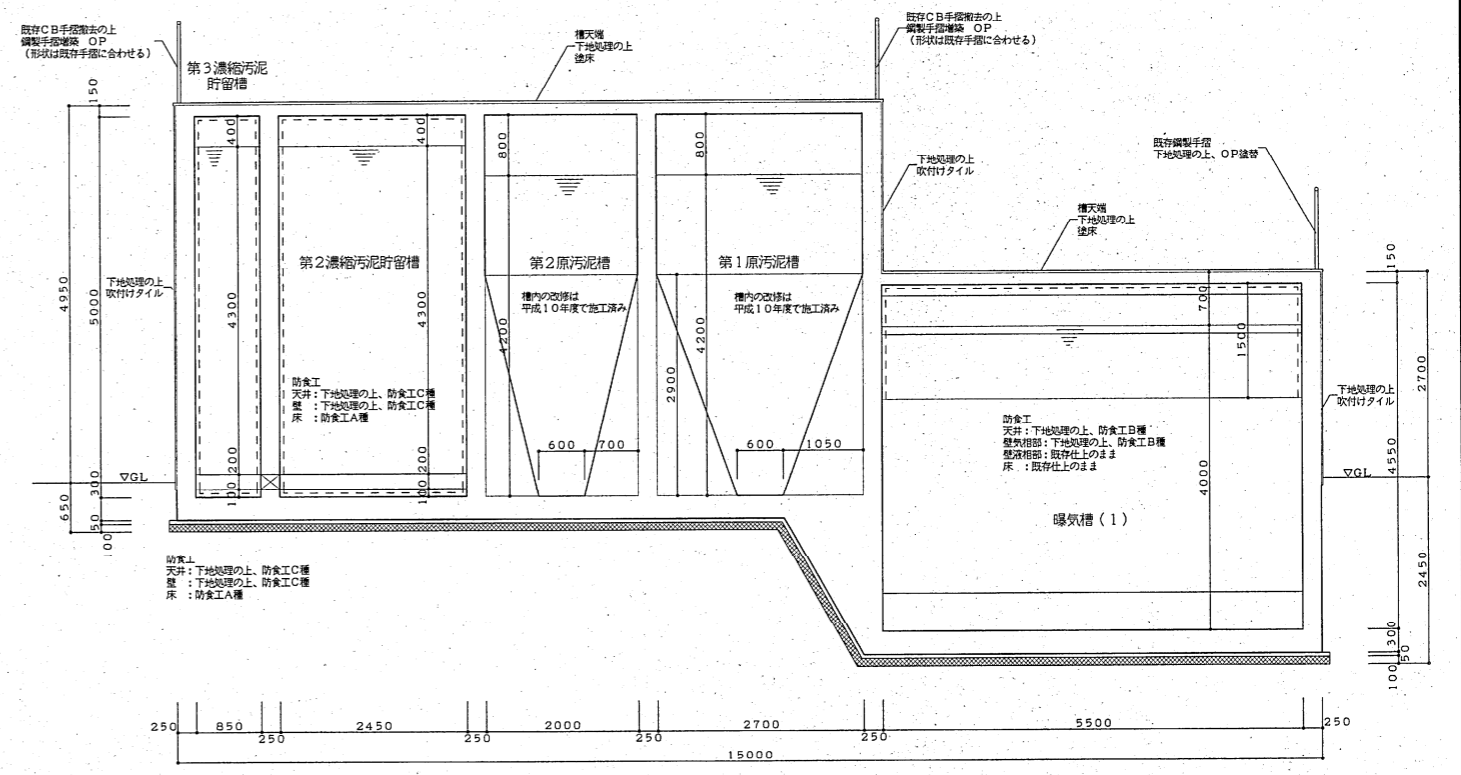 既存CB手摺撤去の上
鋼製手摺増築 OP
(形状は既存手摺に合わせる)
第3濃縮汚泥
貯留槽
槽天端
下地処理の上
塗床
既存CB手摺撤去の上
鋼製手摺増築 OP
(形状は既存手摺に合わせる)
既存鋼製手摺
下地処理の上、OP塗替
下地処理の上
吹付けタイル
槽天端
下地処理の上
塗床
150
400
400
800
800
150
4950
5000
下地処理の上
吹付けタイル
4300
第2濃縮汚泥貯留槽
4300
第2原汚泥槽
槽内の改修は
平成10年度で施工済み
4200
第1原汚泥槽
槽内の改修は
平成10年度で施工済み
4200
2900
700
1500
2700
防食工
天井:下地処理の上、防食工C種
壁 :下地処理の上、防食工C種
床 :防食工A種
下地処理の上
吹付けタイル
防食工
天井:下地処理の上、防食工B種
壁気相部:下地処理の上、防食工B種
壁液相部:既存仕上のまま
床 :既存仕上のまま
600
700
600
1050
4000
4550
▽GL
▽GL
200
200
100
100
300
650
50
100
曝気槽(1)
2450
防食工
天井:下地処理の上、防食工C種
壁 :下地処理の上、防食工C種
床 :防食工A種
300
50
100
250
850
250
2450
250
2000
250
2700
250
5500
250
15000